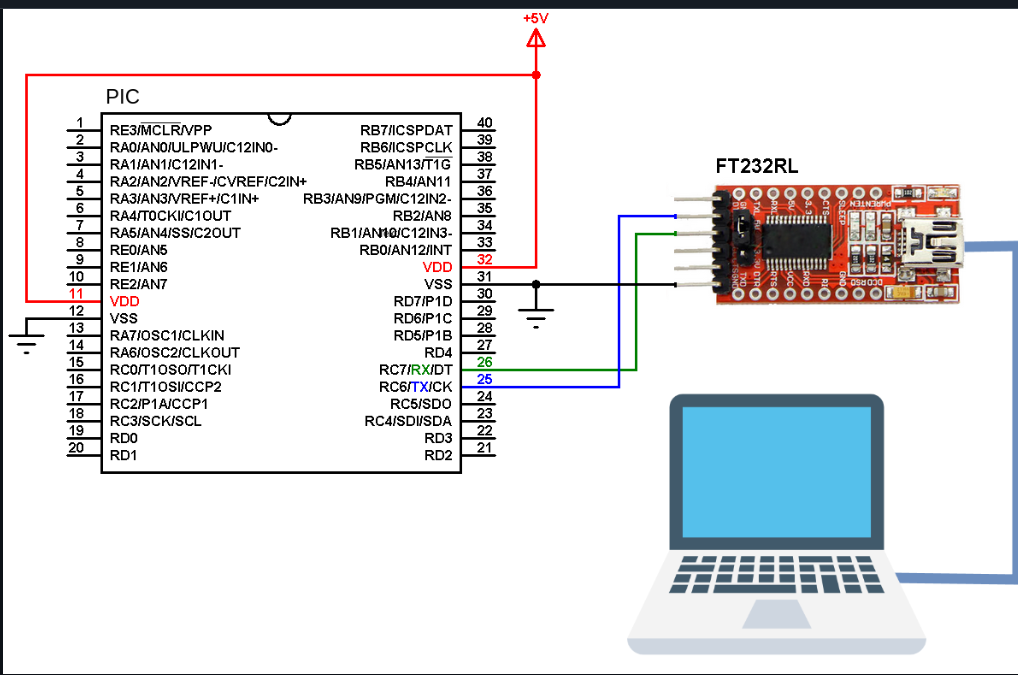 +5V
PIC
1 RE3/MCLR/VPP
2 RA0/AN0/ULPWU/C12IN0-
3 RA1/AN1/C12IN1-
4 RA2/AN2/VREF-/CVREF/C2IN+
5 RA3/AN3/VREF+/C1IN+
6 RA4/T0CKI/C1OUT
7 RA5/AN4/SS/C2OUT
8 RE0/AN5
9 RE1/AN6
10 RE2/AN7
11 VDD
12 VSS
13 RA7/OSC1/CLKIN
14 RA6/OSC2/CLKOUT
15 RC0/T1OSO/T1CKI
16 RC1/T1OSI/CCP2
17 RC2/P1A/CCP1
18 RC3/SCK/SCL
19 RD0
20 RD1
RB7/ICSPDAT 40
RB6/ICSPCLK 39
RB5/AN13/T1G 38
RB4/AN11 37
RB3/AN9/PGM/C12IN2- 36
RB2/AN8 35
RB1/AN10/C12IN3- 34
RB0/AN12/INT 33
VDD 32
VSS 31
RD7/P1D 30
RD6/P1C 29
RD5/P1B 28
RD4 27
RC7/RX/DT 26
RC6/TX/CK 25
RC5/SDO 24
RC4/SDI/SDA 23
RD3 22
RD2 21
FT232RL
5V
3.3
CTS
SLEEP
PWREN
TEN
TXD
DTR
RTS
VCC
RXD
RI
GND
DSR
DCD